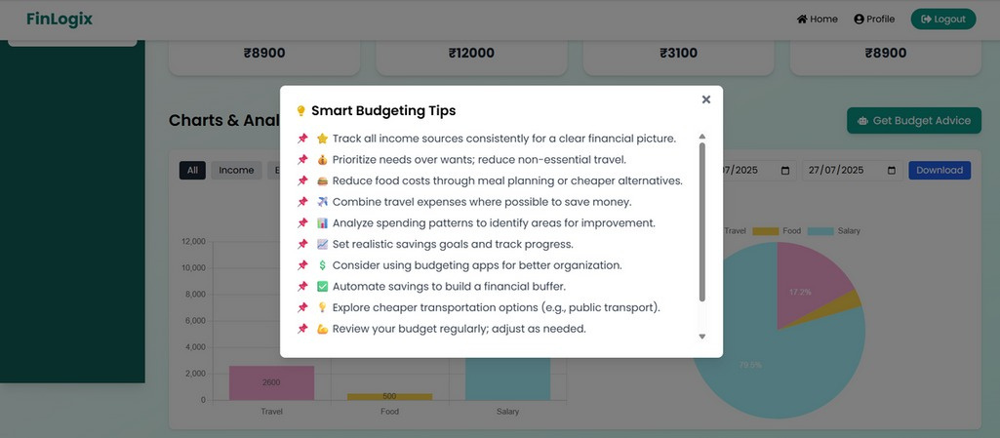 FinLogix
Home
Profile
Logout
₹8900
₹12000
₹3100
₹8900
Smart Budgeting Tips
Charts & Anal
Get Budget Advice
Track all income sources consistently for a clear financial picture.
Prioritize needs over wants; reduce non-essential travel.
Reduce food costs through meal planning or cheaper alternatives.
Combine travel expenses where possible to save money.
Analyze spending patterns to identify areas for improvement.
Set realistic savings goals and track progress.
Consider using budgeting apps for better organization.
Automate savings to build a financial buffer.
Explore cheaper transportation options (e.g., public transport).
Review your budget regularly; adjust as needed.
All
Income
E
7/2025
27/07/2025
Download
12,000
10,000
8,000
6,000
4,000
2,000
0
2600
500
Travel
Food
Salary
Travel
Food
Salary
17.2%
79.5%